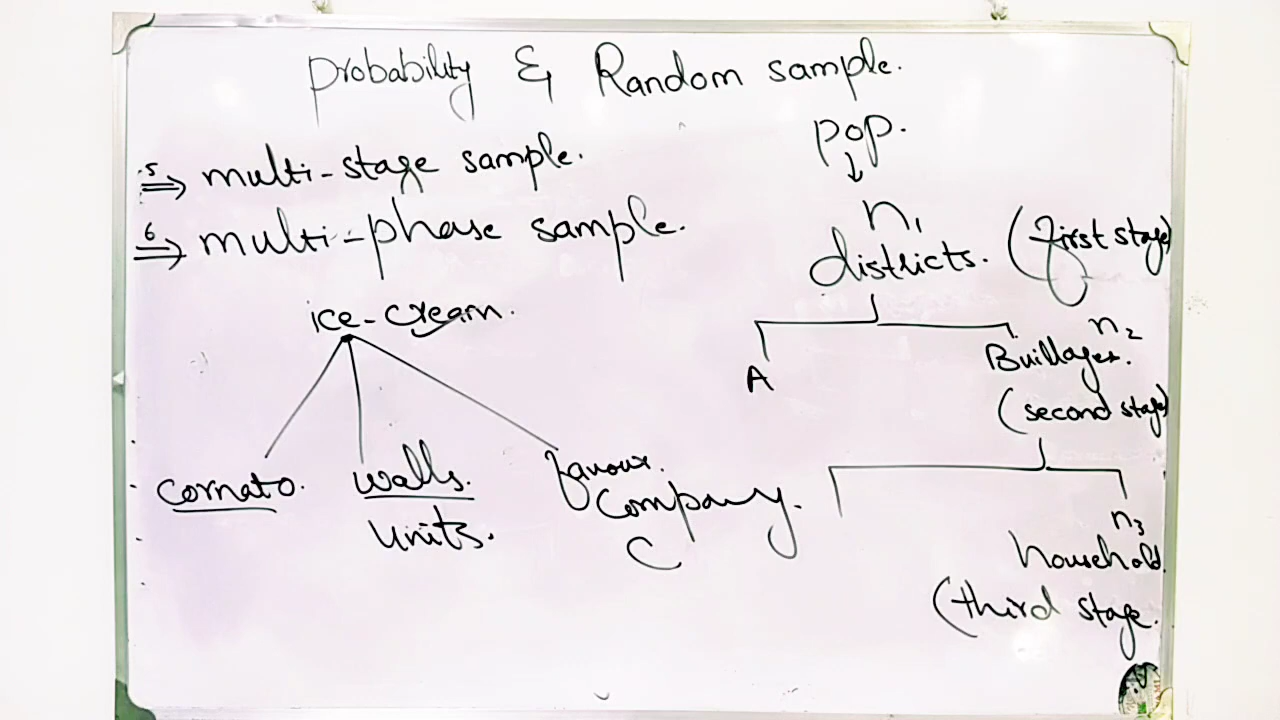 probability & Random sample.
5 ⇒ multi-stage sample.
6 ⇒ multi-phase sample.
ice-cream.
cornato.
walls.
units.
favour.
Company.
C
pop.
↓
n₁
districts. (first stage)
A
n₂
Buillages.
(second stage)
n₃
household.
(third stage.